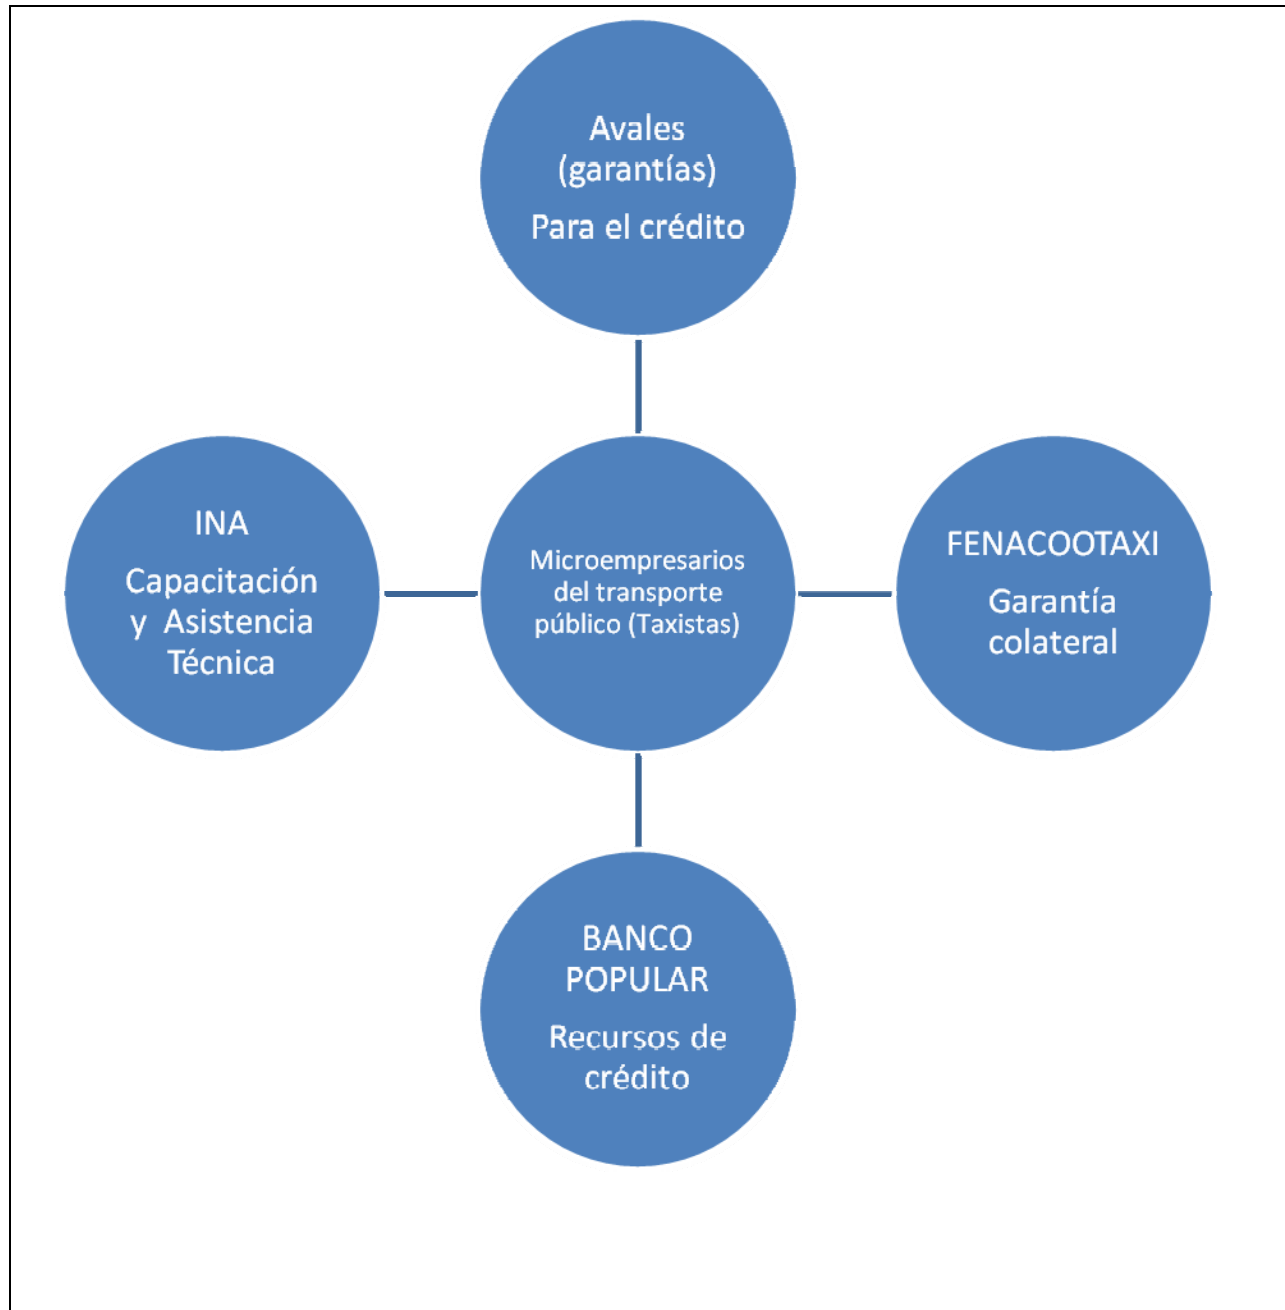 Avales
(garantías)
Para el crédito
INA
Capacitación
y Asistencia
Técnica
Microempresarios
del transporte
público (Taxistas)
FENACOOTAXI
Garantía
colateral
BANCO
POPULAR
Recursos de
crédito